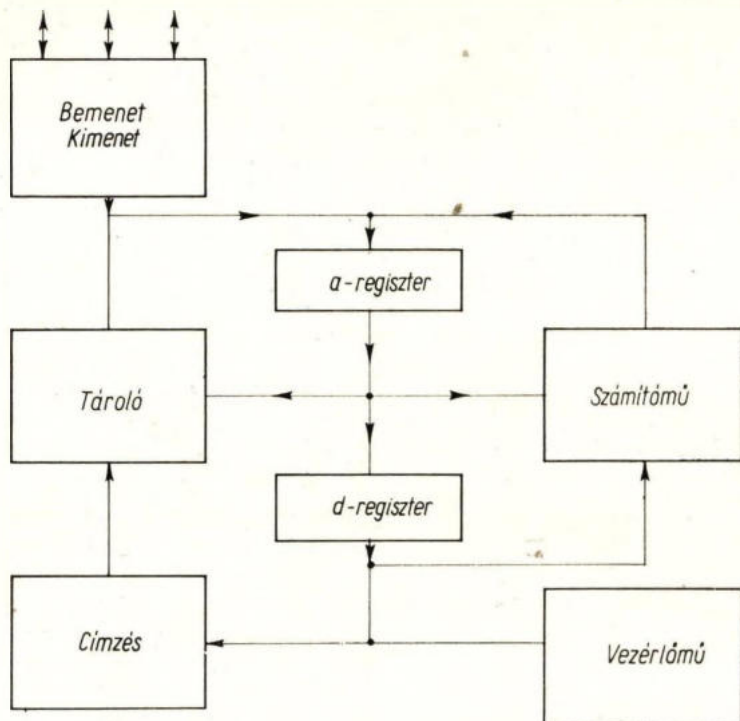 Bemenet
Kimenet
a-regiszter
Tároló
Számítómű
d-regiszter
Címzés
Vezérlőmű